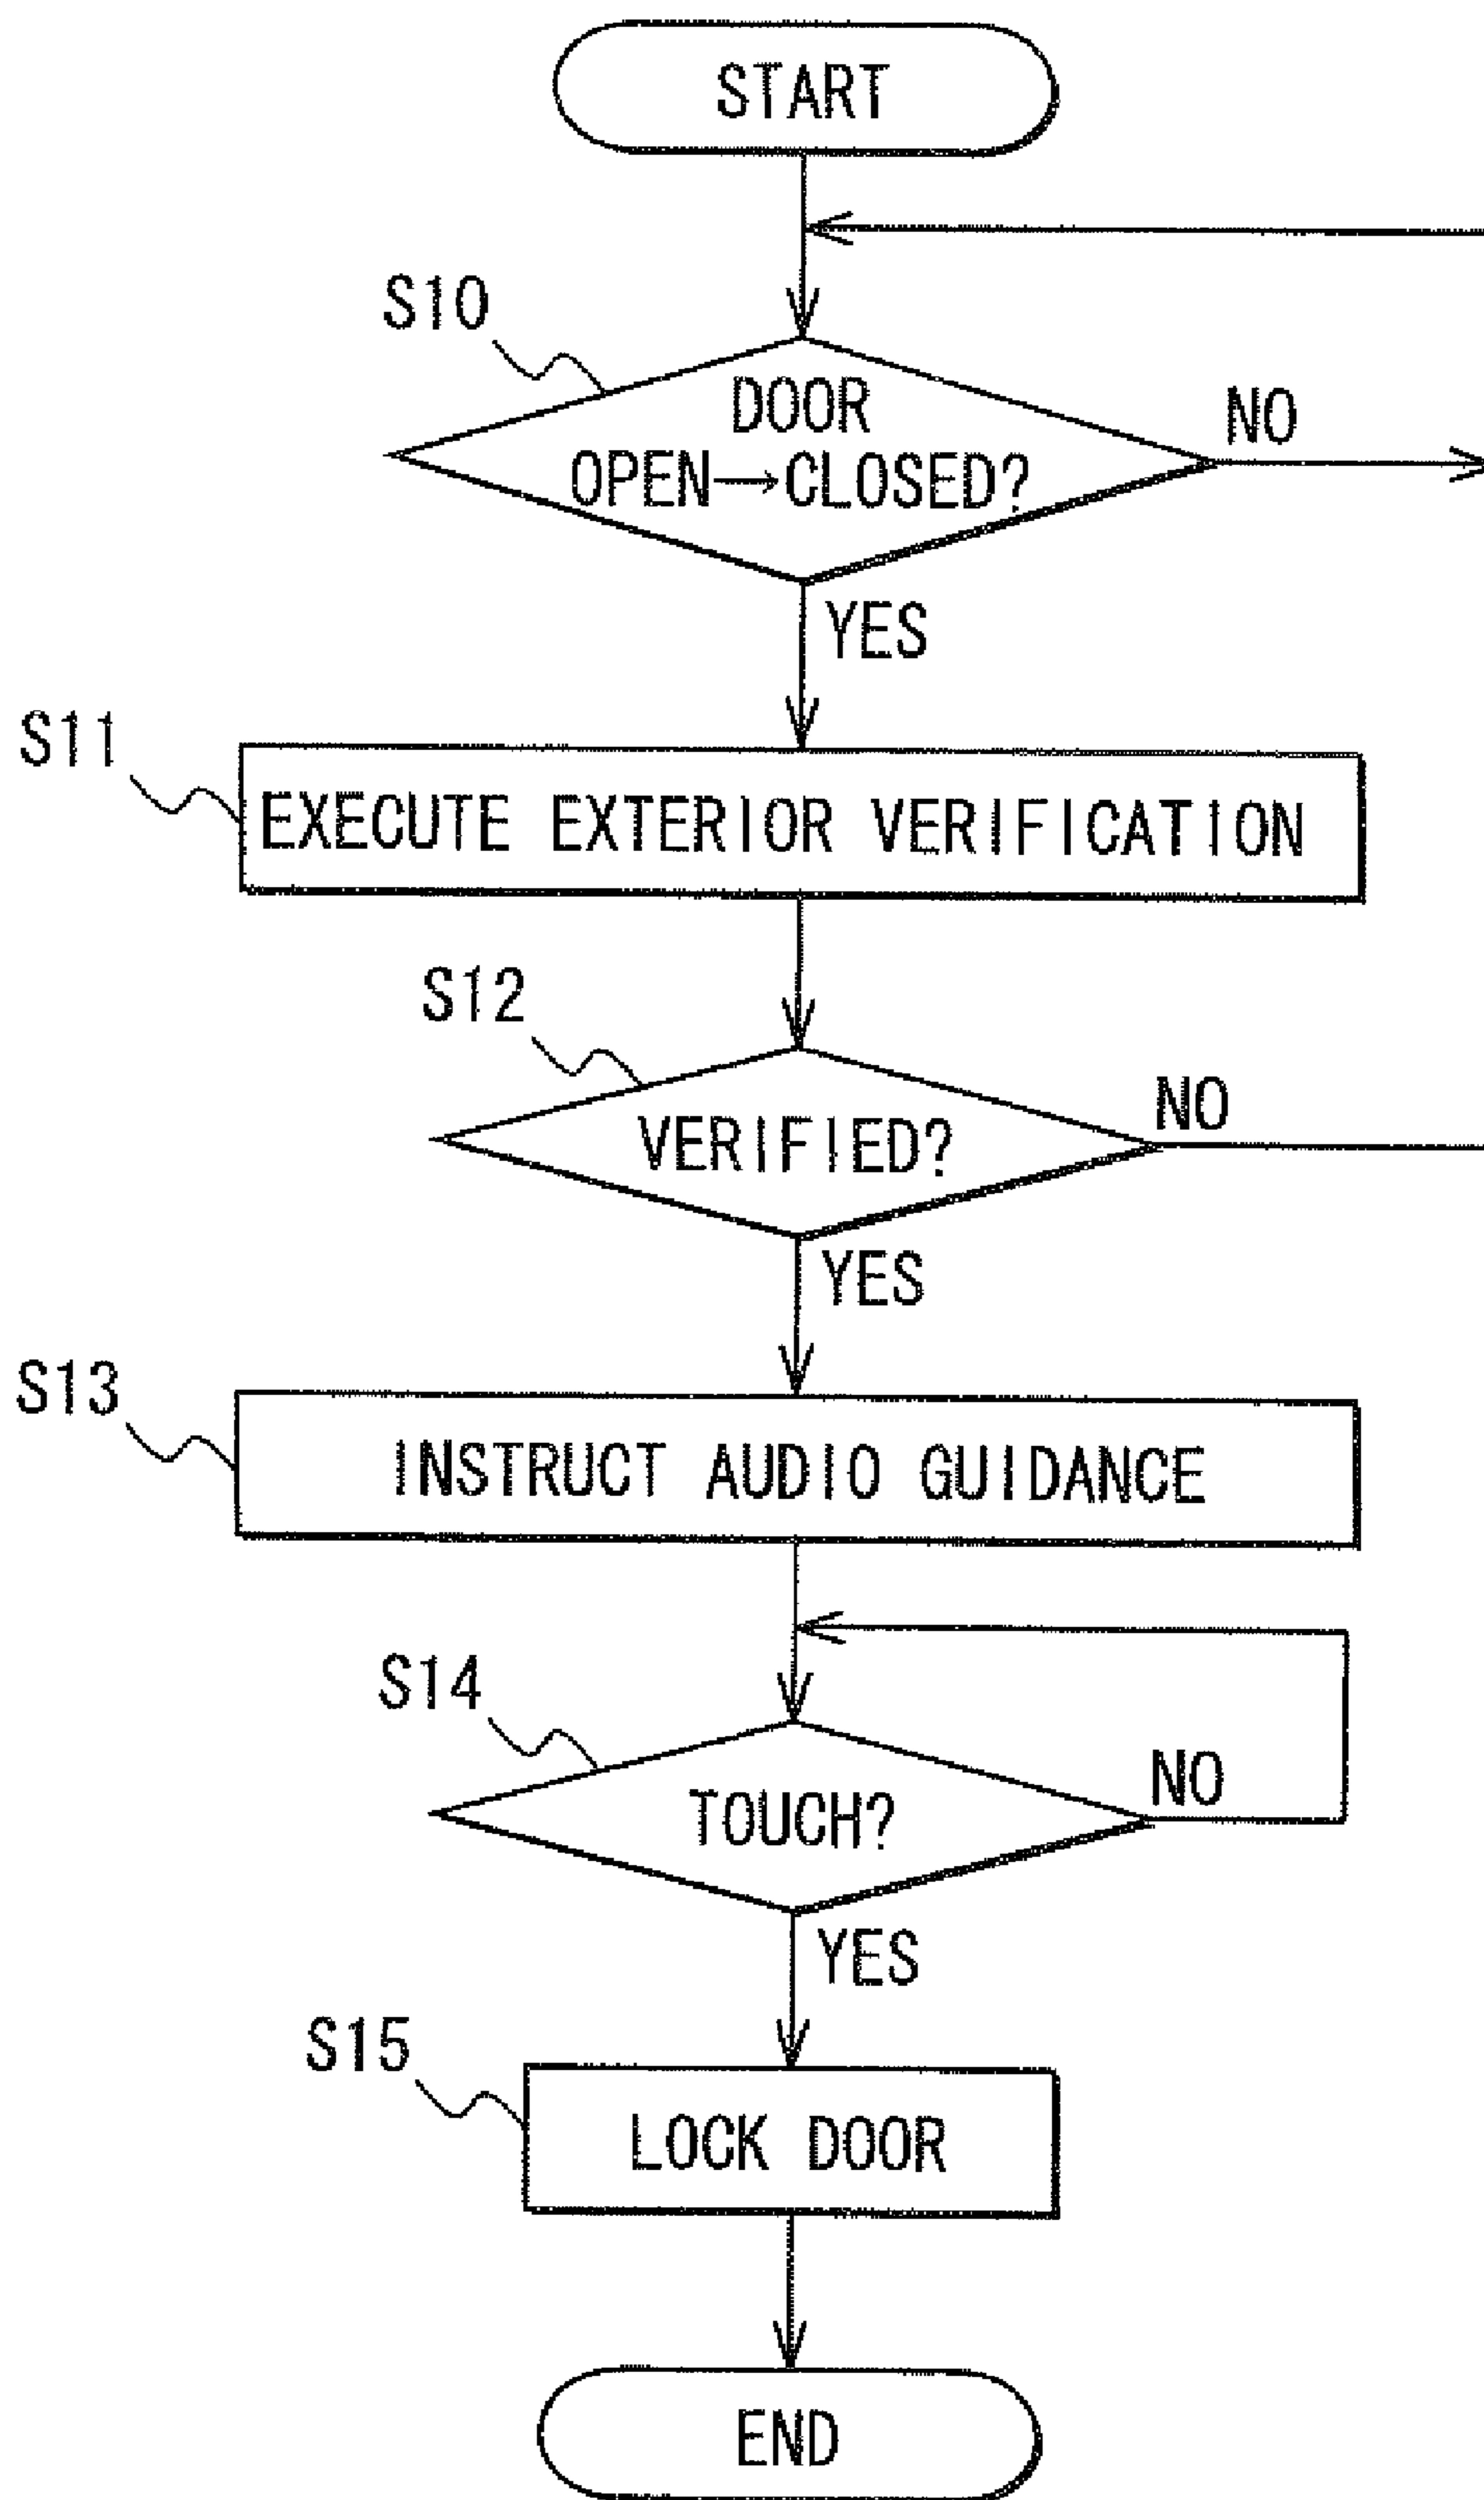 START
S10
DOOR
OPEN→CLOSED?
NO
YES
S11
EXECUTE EXTERIOR VERIFICATION
S12
VERIFIED?
NO
YES
S13
INSTRUCT AUDIO GUIDANCE
S14
TOUCH?
NO
YES
S15
LOCK DOOR
END